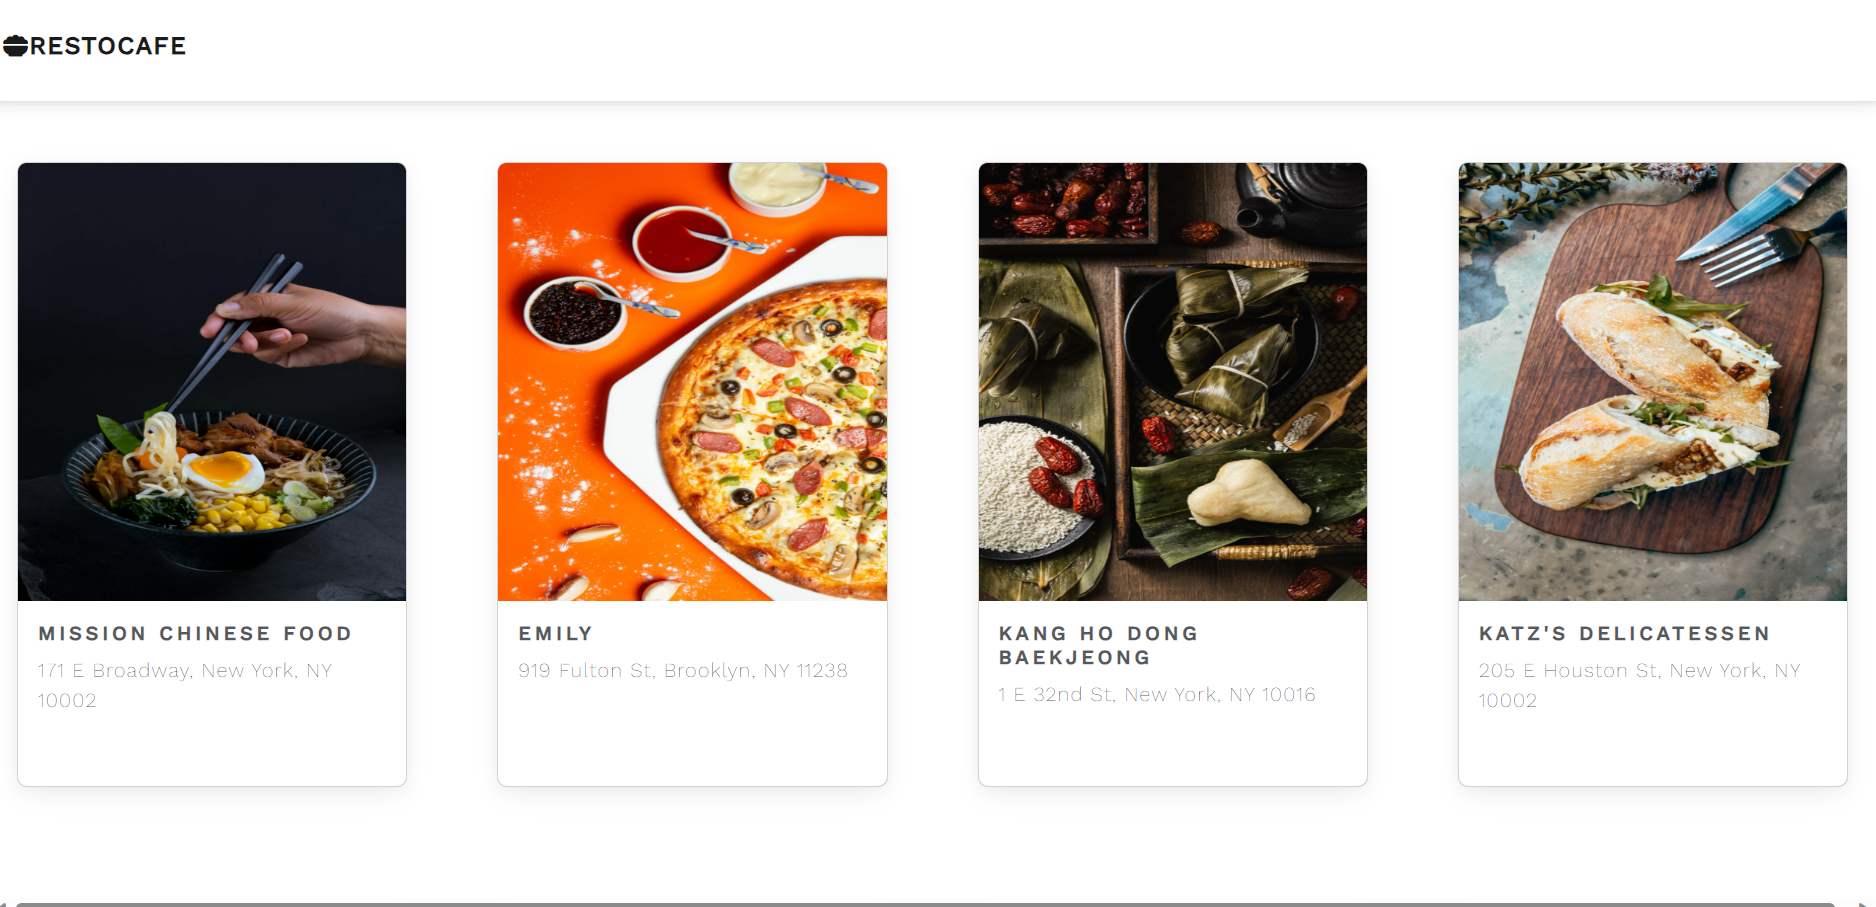 RESTOCAFE
MISSION CHINESE FOOD
171 E Broadway, New York, NY
10002
EMILY
919 Fulton St, Brooklyn, NY 11238
KANG HO DONG
BAEKJEONG
1 E 32nd St, New York, NY 10016
KATZ'S DELICATESSEN
205 E Houston St, New York, NY
10002